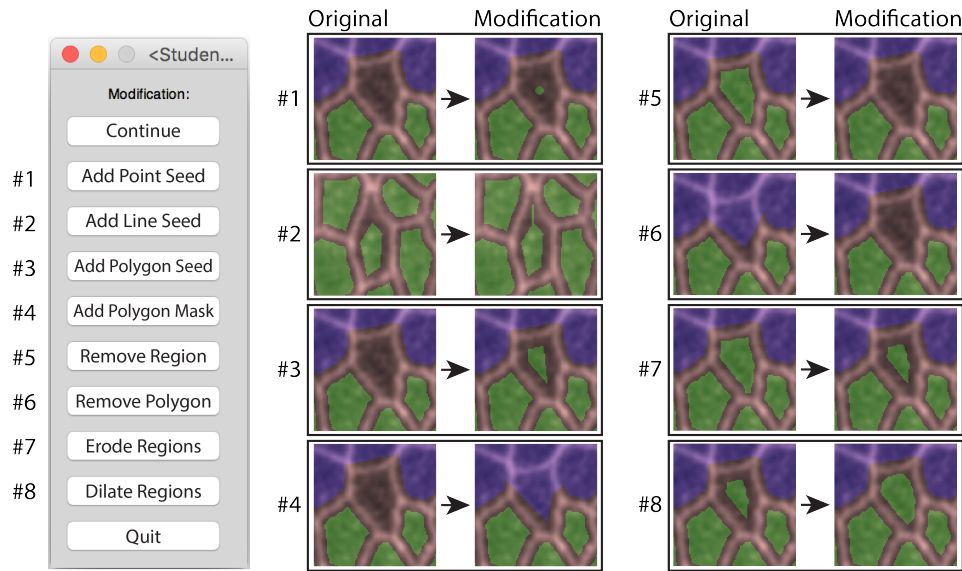 <Studen...
Modification:
Continue
#1 Add Point Seed
#2 Add Line Seed
#3 Add Polygon Seed
#4 Add Polygon Mask
#5 Remove Region
#6 Remove Polygon
#7 Erode Regions
#8 Dilate Regions
Quit
Original Modification
#1
#2
#3
#4
Original Modification
#5
#6
#7
#8